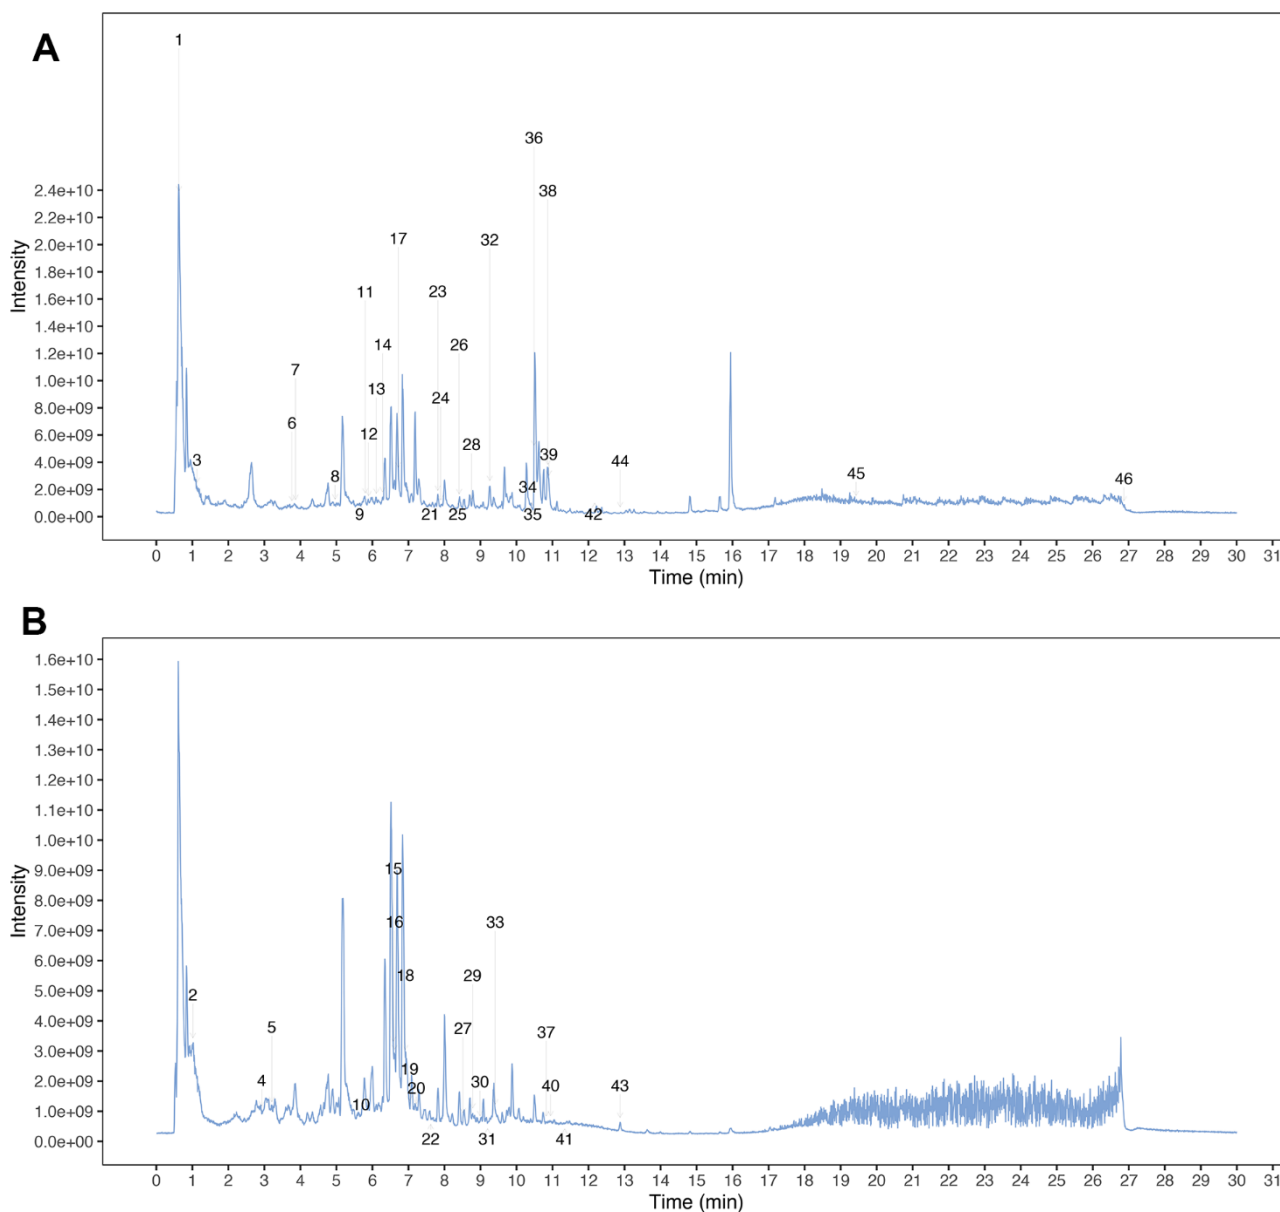 A
1
36
38
2.4e+10
2.2e+10
17
32
2.0e+10
1.8e+10
11
23
1.6e+10
1.4e+10
14
26
1.2e+10
7
13
1.0e+10
24
8.0e+09
6
12
28
6.0e+09
39
3
44
4.0e+09
8
45
46
34
2.0e+09
9
21
25
35
42
0.0e+00
Intensity
0 1 2 3 4 5 6 7 8 9 10 11 12 13 14 15 16 17 18 19 20 21 22 23 24 25 26 27 28 29 30 31
Time (min)
B
1.6e+10
1.5e+10
1.4e+10
1.3e+10
1.2e+10
1.1e+10
1.0e+10
15
9.0e+09
8.0e+09
16
33
7.0e+09
6.0e+09
18
29
2
5.0e+09
5
27
37
4.0e+09
3.0e+09
19
4
30
2.0e+09
20
40
43
10
1.0e+09
22
31
41
0.0e+00
Intensity
0 1 2 3 4 5 6 7 8 9 10 11 12 13 14 15 16 17 18 19 20 21 22 23 24 25 26 27 28 29 30 31
Time (min)